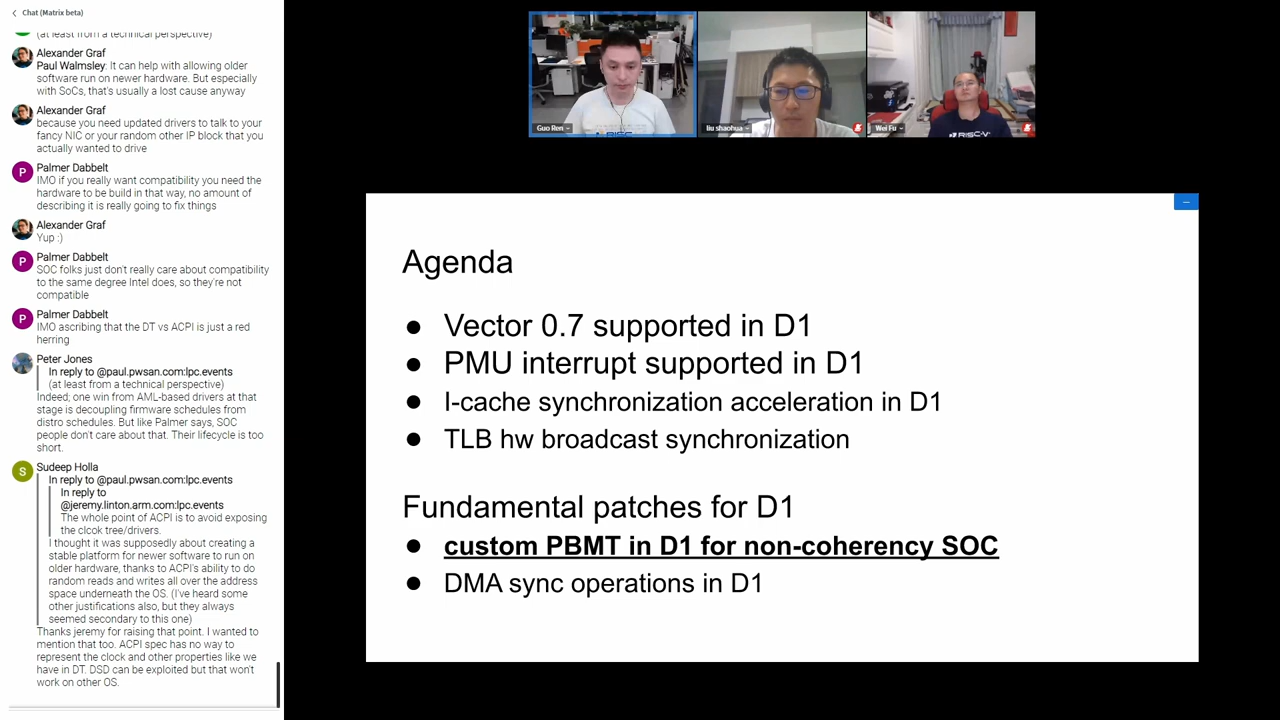 Chat (Matrix beta)
(at least from a technical perspective)
Alexander Graf
Paul Walmsley: It can help with allowing older
software run on newer hardware. But especially
with SoCs, that's usually a lost cause anyway
Alexander Graf
because you need updated drivers to talk to your
fancy NIC or your random other IP block that you
actually wanted to drive
P
Palmer Dabbelt
IMO if you really want compatibility you need the
hardware to be build in that way, no amount of
describing it is really going to fix things
Alexander Graf
Yup :)
P
Palmer Dabbelt
SOC folks just don't really care about compatibility
to the same degree Intel does, so they're not
compatible
P
Palmer Dabbelt
IMO ascribing that the DT vs ACPI is just a red
herring
Peter Jones
In reply to @paul.pwsan.com:lpc.events
(at least from a technical perspective)
Indeed; one win from AML-based drivers at that
stage is decoupling firmware schedules from
distro schedules. But like Palmer says, SOC
people don't care about that. Their lifecycle is too
short.
S
Sudeep Holla
In reply to @paul.pwsan.com:lpc.events
In reply to
@jeremy.linton.arm.com:lpc.events
The whole point of ACPI is to avoid exposing
the clcok tree/drivers.
I thought it was supposedly about creating a
stable platform for newer software to run on
older hardware, thanks to ACPI's ability to do
random reads and writes all over the address
space underneath the OS. (I've heard some
other justifications also, but they always
seemed secondary to this one)
Thanks jeremy for raising that point. I wanted to
mention that too. ACPI spec has no way to
represent the clock and other properties like we
have in DT. DSD can be exploited but that won't
work on other OS.
Guo Ren
liu shaohua
Wei Fu
RISC-V
Agenda
● Vector 0.7 supported in D1
● PMU interrupt supported in D1
● I-cache synchronization acceleration in D1
● TLB hw broadcast synchronization
Fundamental patches for D1
● custom PBMT in D1 for non-coherency SOC
● DMA sync operations in D1